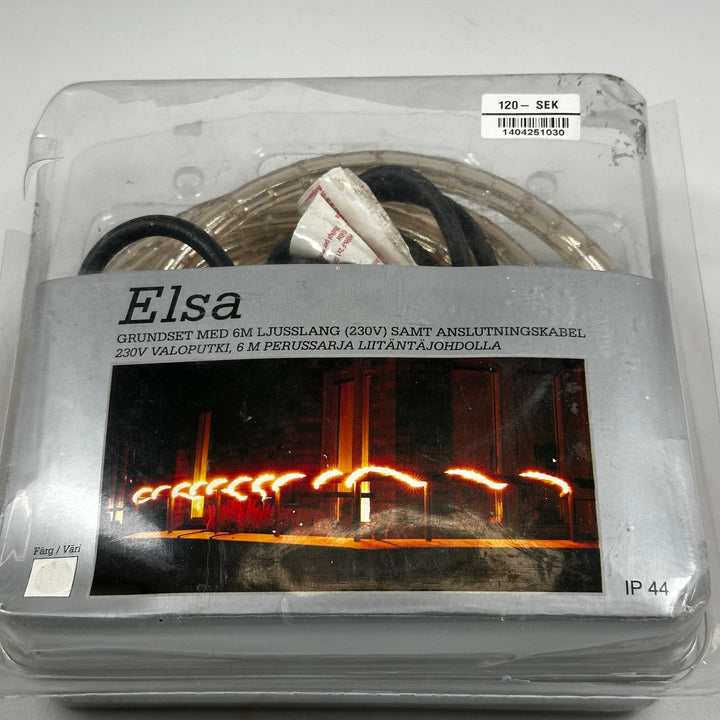 120- SEK
1404251030
Elsa
GRUNDSET MED 6M LJUSSLANG (230V) SAMT ANSLUTNINGSKABEL
230V VALOPUTKI, 6 M PERUSSARJA LIITÄNTÄJOHDOLLA
Färg / Väri
IP 44